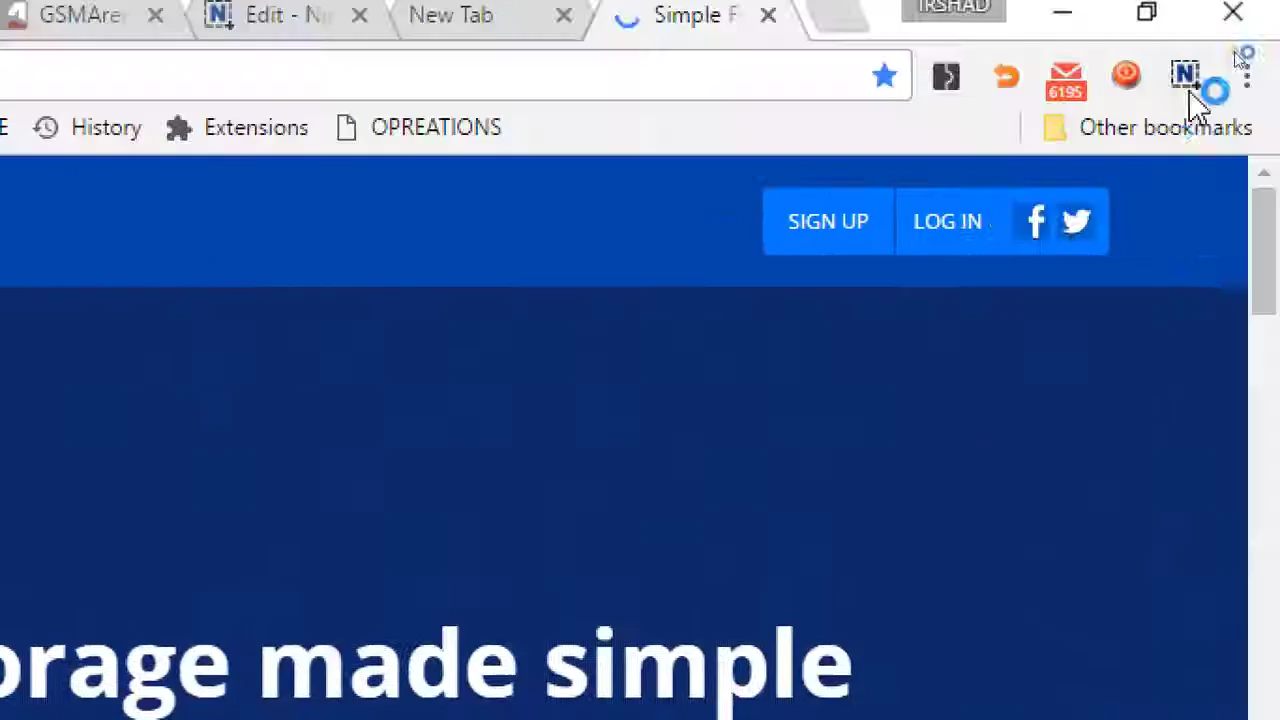 GSMAre
Edit - N
New Tab
Simple F
IRSHAD
6195
N
E
History
Extensions
OPREATIONS
Other bookmarks
SIGN UP
LOG IN
orage made simple